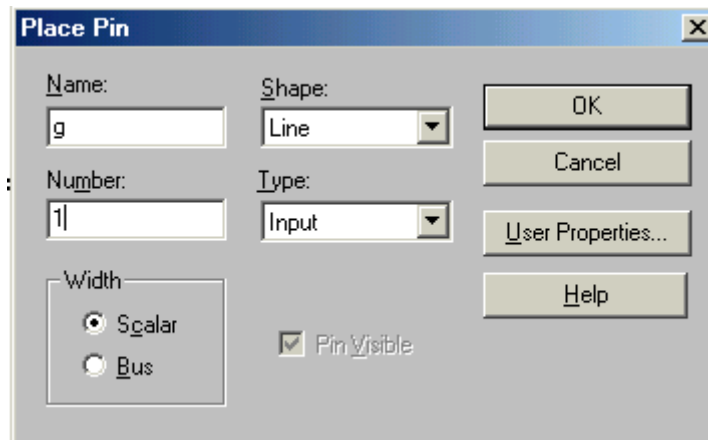 Place Pin
Name:
g
Shape:
Line
OK
Cancel
Number:
1
Type:
Input
User Properties...
Width
Scalar
Bus
Pin Visible
Help